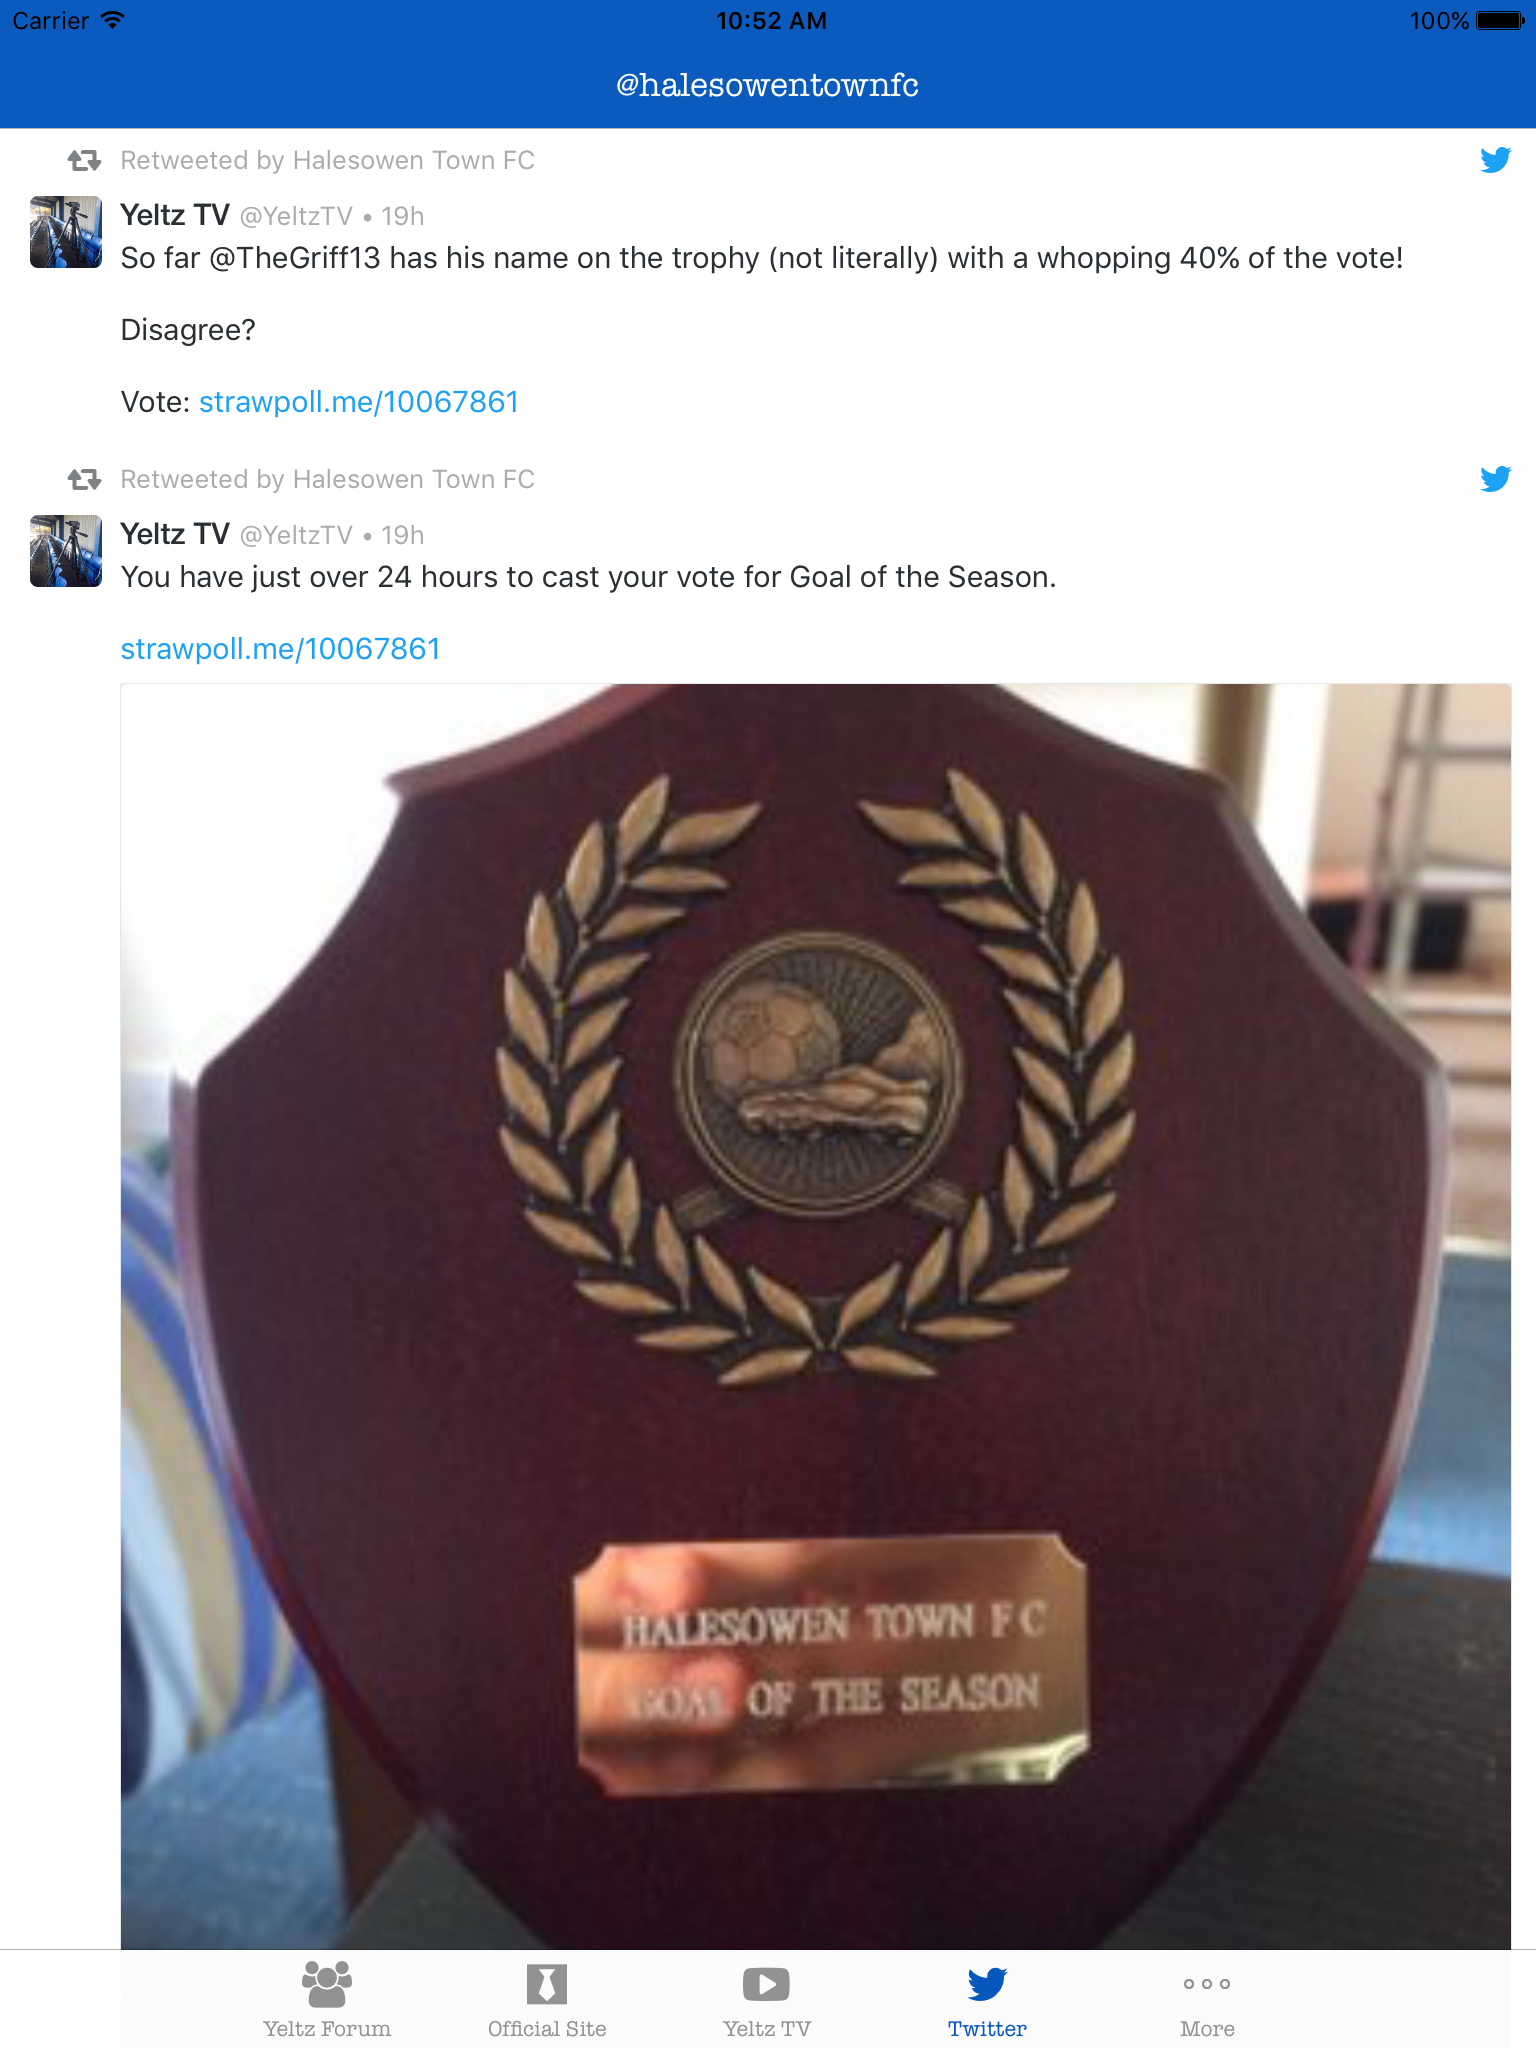 Carrier 10:52 AM 100%
@halesowentownfc
Retweeted by Halesowen Town FC
Yeltz TV @YeltzTV • 19h
So far @TheGriff13 has his name on the trophy (not literally) with a whopping 40% of the vote!
Disagree?
Vote: strawpoll.me/10067861
Retweeted by Halesowen Town FC
Yeltz TV @YeltzTV • 19h
You have just over 24 hours to cast your vote for Goal of the Season.
strawpoll.me/10067861
HALESOWEN TOWN FC
GOAL OF THE SEASON
Yeltz Forum Official Site Yeltz TV Twitter More